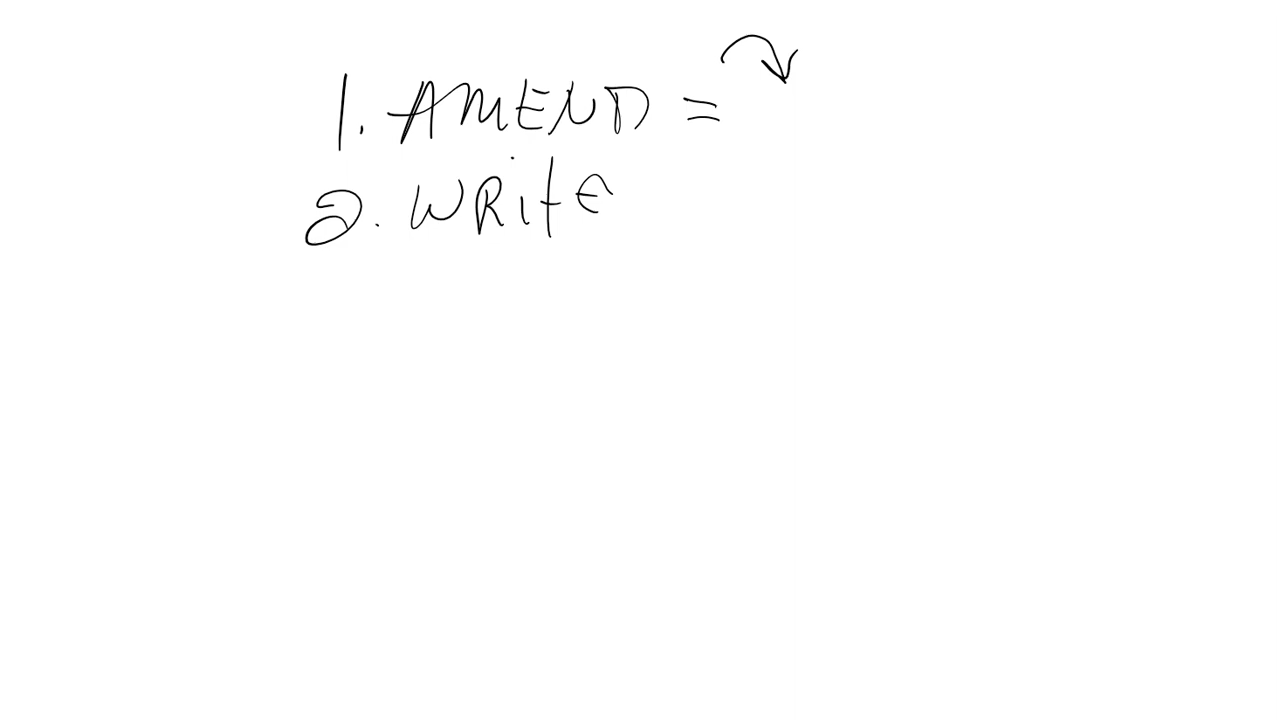 1. AMEND =
2. WRITE